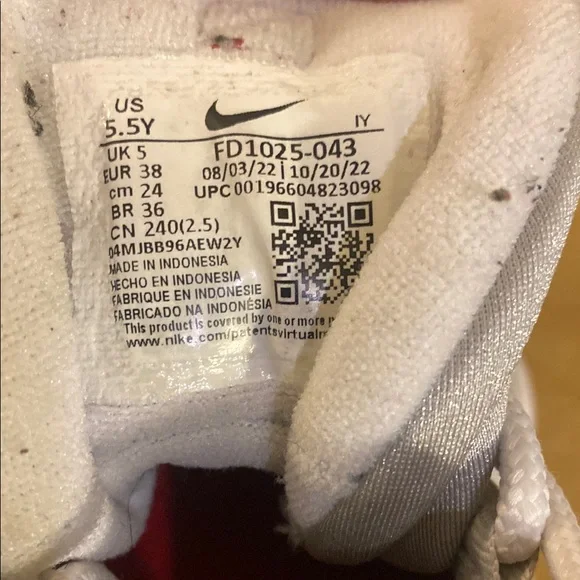 US
5.5Y
IY
UK 5
FD1025-043
EUR 38
08/03/22 | 10/20/22
cm 24
UPC 00196604823098
BR 36
CN 240(2.5)
04MJBB96AEW2Y
MADE IN INDONESIA
HECHO EN INDONESIA
FABRIQUE EN INDONESIE
FABRICADO NA INDONÉSIA
This product is covered by one or more
www.nike.com/patentsvirtual